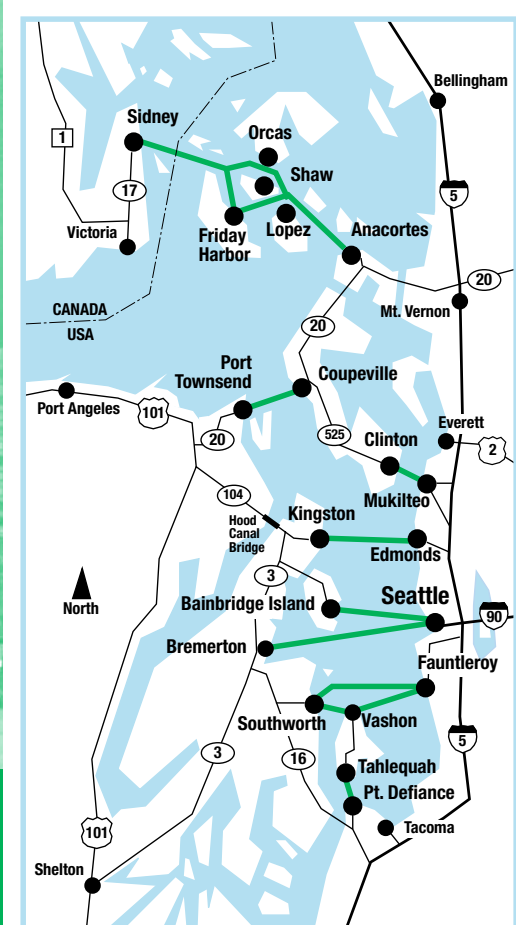 Bellingham
Sidney
Orcas
1
Shaw
17
5
Victoria
Friday
Harbor
Lopez
Anacortes
20
CANADA
USA
Mt. Vernon
20
Port
Townsend
Coupeville
Port Angeles
101
20
525
Everett
2
Clinton
Mukilteo
104
Hood
Canal
Bridge
Kingston
Edmonds
3
North
Bainbridge Island
Seattle
90
Bremerton
Fauntleroy
Southworth
Vashon
5
3
16
Tahlequah
Pt. Defiance
101
Tacoma
Shelton